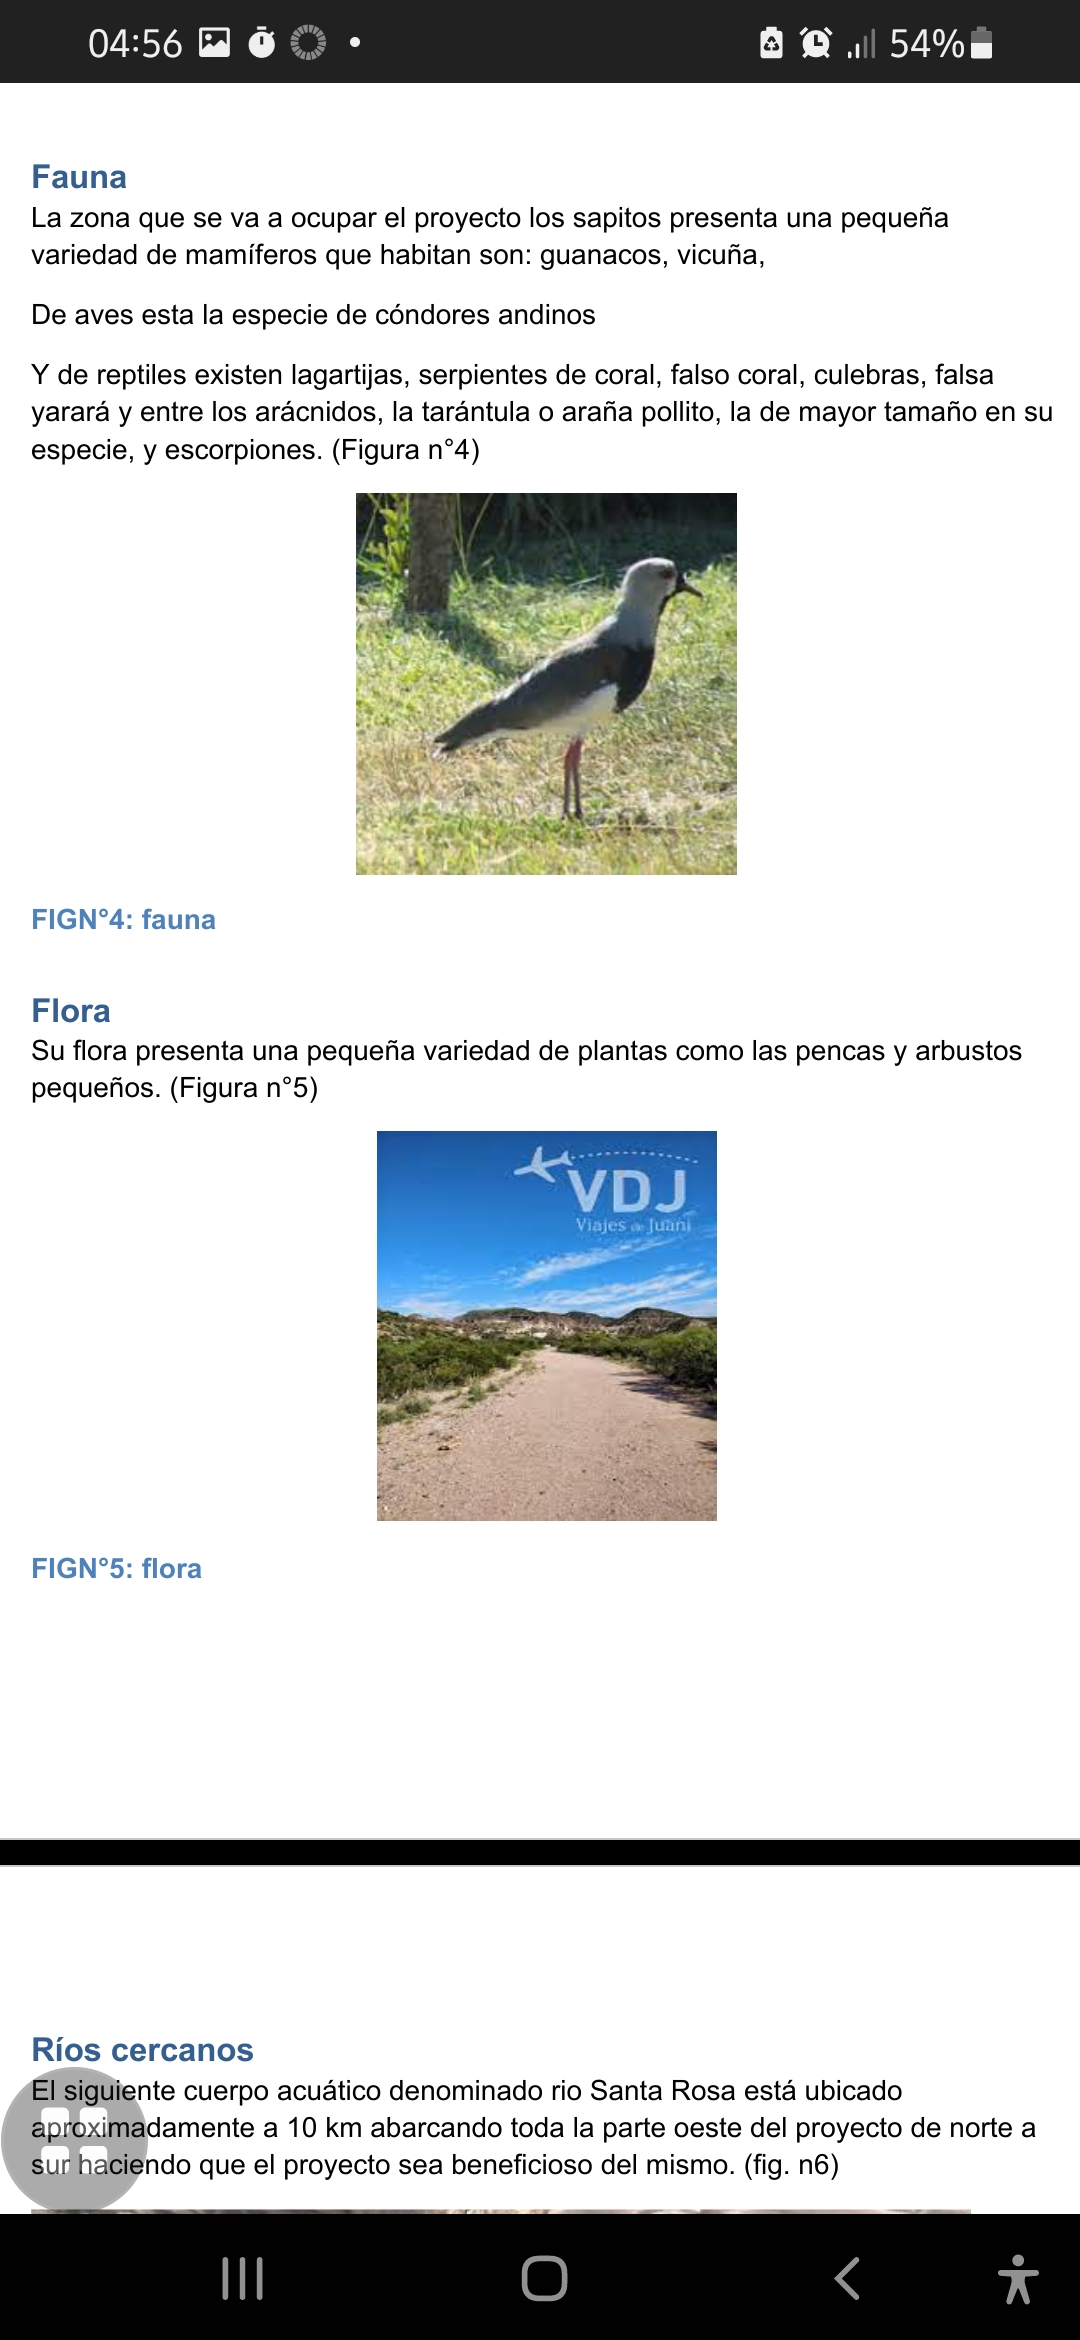 04:56
54%
Fauna
La zona que se va a ocupar el proyecto los sapitos presenta una pequeña
variedad de mamíferos que habitan son: guanacos, vicuña,
De aves esta la especie de cóndores andinos
Y de reptiles existen lagartijas, serpientes de coral, falso coral, culebras, falsa
yarará y entre los arácnidos, la tarántula o araña pollito, la de mayor tamaño en su
especie, y escorpiones. (Figura n°4)
FIGN°4: fauna
Flora
Su flora presenta una pequeña variedad de plantas como las pencas y arbustos
pequeños. (Figura n°5)
VDJ
Viajes de Juani
FIGN°5: flora
Ríos cercanos
El siguiente cuerpo acuático denominado rio Santa Rosa está ubicado
aproximadamente a 10 km abarcando toda la parte oeste del proyecto de norte a
sur haciendo que el proyecto sea beneficioso del mismo. (fig. n6)